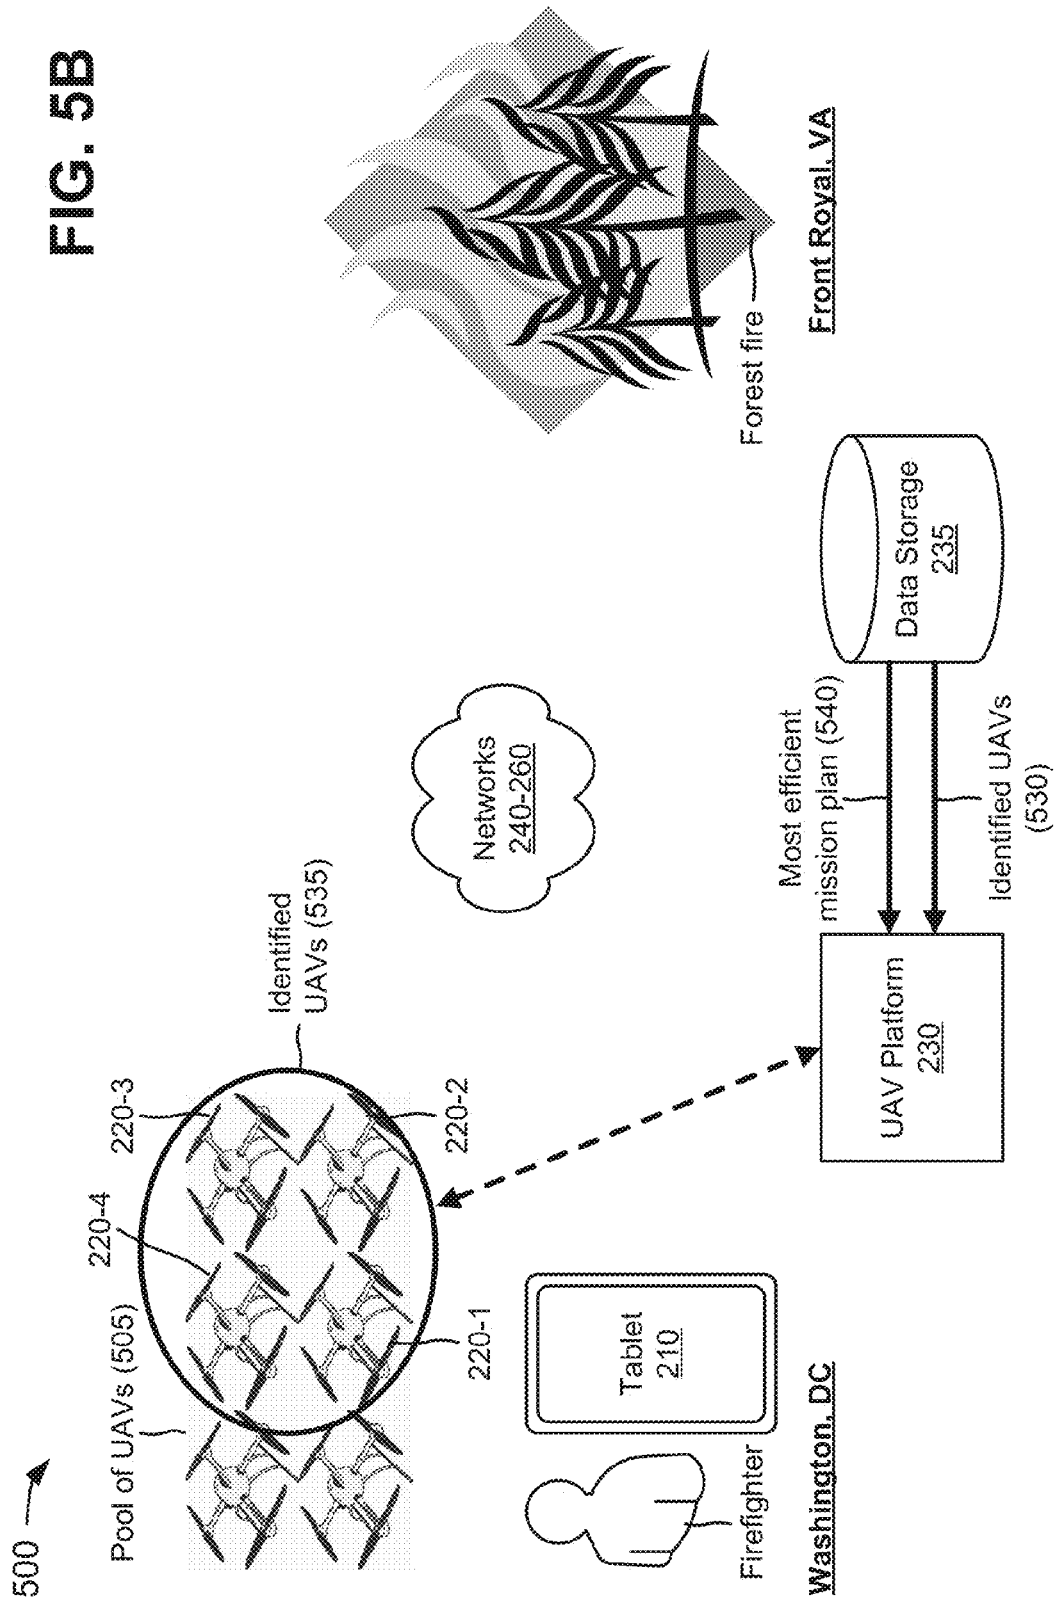 FIG. 5B
500
Pool of UAVs (505)
220-4
220-3
Identified
UAVs (535)
220-1
220-2
Networks
240-260
Tablet
210
Firefighter
Washington, DC
UAV Platform
230
Most efficient
mission plan (540)
Identified UAVs
(530)
Data Storage
235
Forest fire
Front Royal, VA